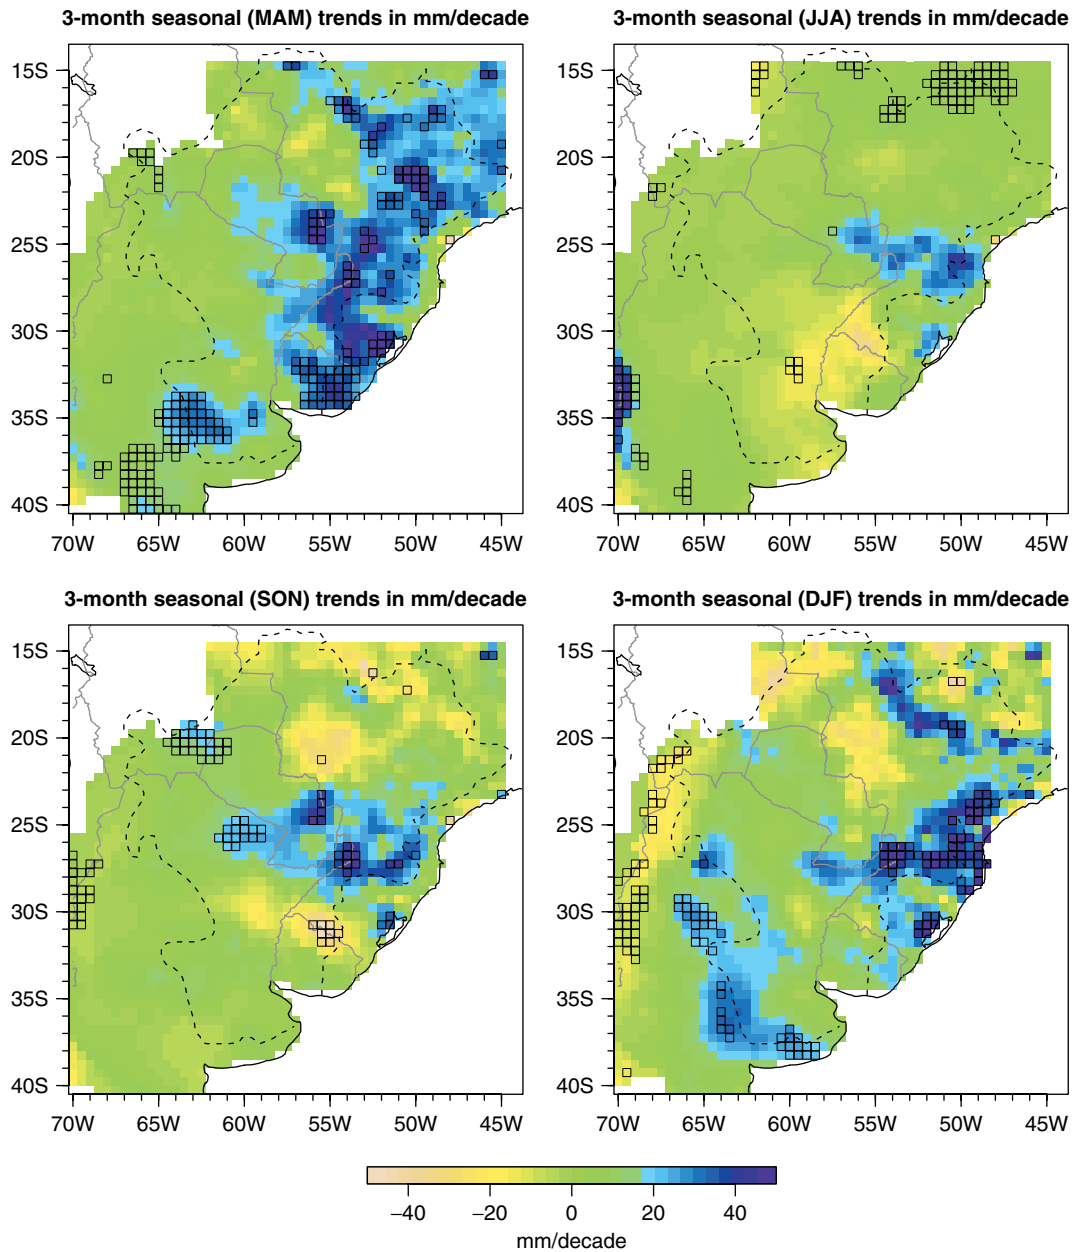 3-month seasonal (MAM) trends in mm/decade
3-month seasonal (JJA) trends in mm/decade
15S
20S
25S
30S
35S
40S
70W 65W 60W 55W 50W 45W
15S
20S
25S
30S
35S
40S
70W 65W 60W 55W 50W 45W
3-month seasonal (SON) trends in mm/decade
3-month seasonal (DJF) trends in mm/decade
15S
20S
25S
30S
35S
40S
70W 65W 60W 55W 50W 45W
15S
20S
25S
30S
35S
40S
70W 65W 60W 55W 50W 45W
−40 −20 0 20 40
mm/decade